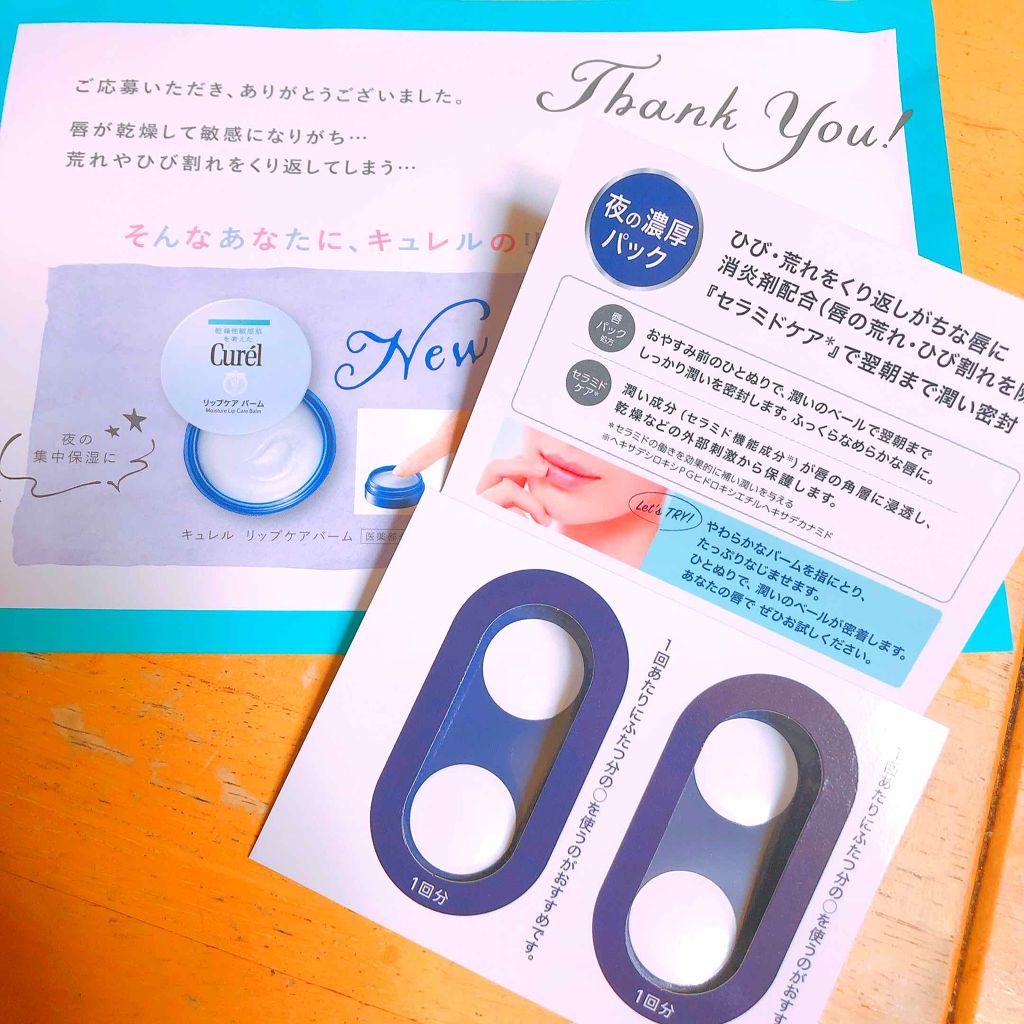 ご応募いただき、ありがとうございました。
唇が乾燥して敏感になりがち…
荒れやひび割れをくり返してしまう…
Thank You!
そんなあなたに、キュレルのリ
乾燥性敏感肌
を考えた
Curél
リップケア バーム
Moisture Lip Care Balm
New
夜の
集中保湿に
キュレル リップケアバーム 医薬部
夜の濃厚
パック
ひび・荒れをくり返しがちな唇に
消炎剤配合(唇の荒れ・ひび割れを防
『セラミドケア*』で翌朝まで潤い密封
唇
パック
処方
おやすみ前のひとぬりで、潤いのベールで翌朝まで
しっかり潤いを密封します。ふっくらなめらかな唇に。
セラミド
ケア*
潤い成分(セラミド機能成分※)が唇の角層に浸透し、
乾燥などの外部刺激から保護します。
*セラミドの働きを効果的に補い潤いを与える
※ヘキサデシロキシPGヒドロキシエチルヘキサデカナミド
Let's TRY!
やわらかなバームを指にとり、
たっぷりなじませます。
ひとぬりで、潤いのベールが密着します。
あなたの唇で ぜひお試しください。
1回分
1回あたりにふたつ分の○を使うのがおすすめです。
1回分
1回あたりにふたつ分の○を使うのがおすす